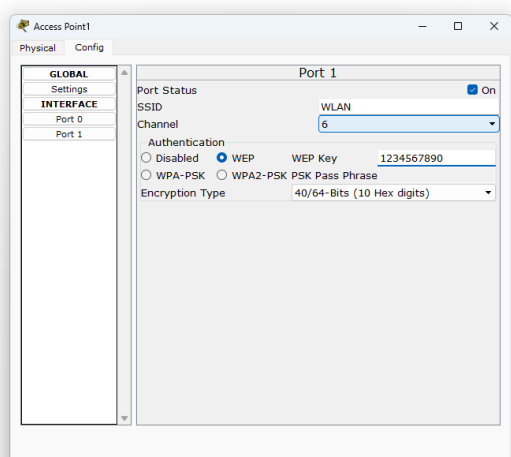 Access Point1
Physical Config
GLOBAL
Settings
INTERFACE
Port 0
Port 1
Port 1
Port Status On
SSID WLAN
Channel 6
Authentication
Disabled WEP WEP Key 1234567890
WPA-PSK WPA2-PSK PSK Pass Phrase
Encryption Type 40/64-Bits (10 Hex digits)